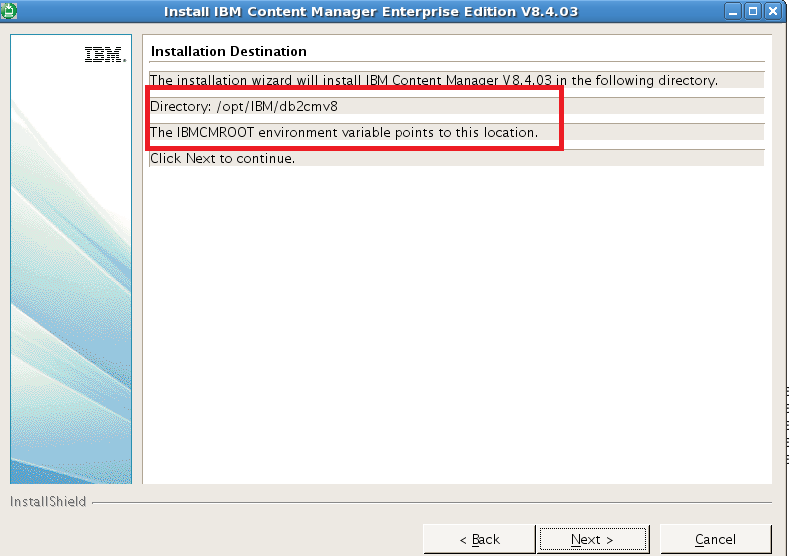 Install IBM Content Manager Enterprise Edition V8.4.03
IBM.
Installation Destination
The installation wizard will install IBM Content Manager V8.4.03 in the following directory.
Directory: /opt/IBM/db2cmv8
The IBMCMROOT environment variable points to this location.
Click Next to continue.
InstallShield
< Back
Next >
Cancel